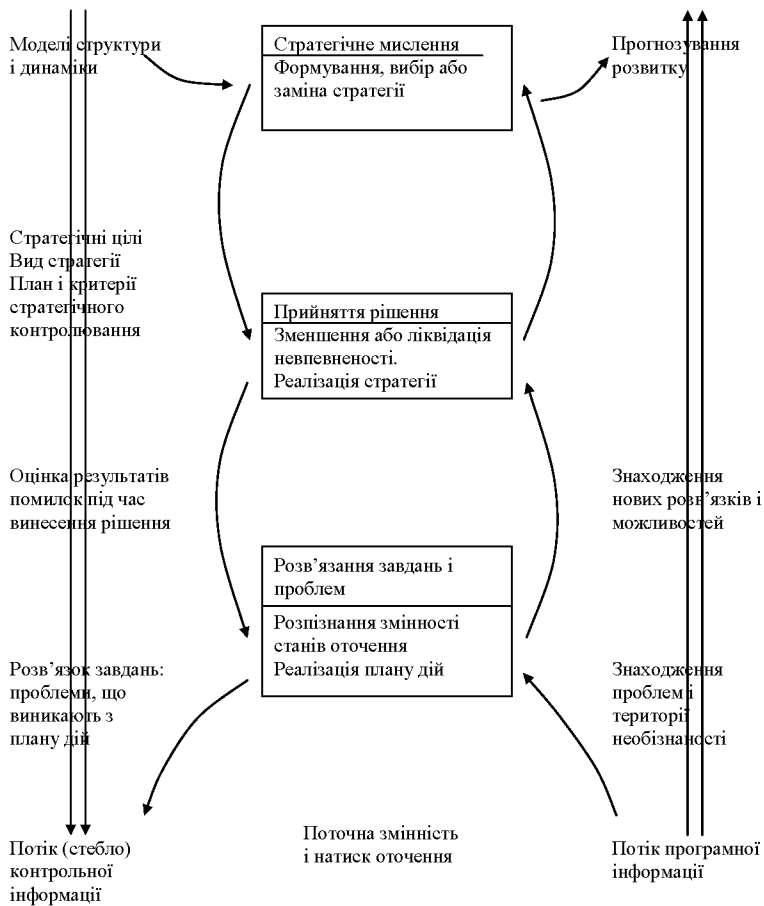 Моделі структури
і динаміки
Стратегічне мислення
Формування, вибір або
заміна стратегії
Прогнозування
розвитку
Стратегічні цілі
Вид стратегії
План і критерії
стратегічного
контролювання
Прийняття рішення
Зменшення або ліквідація
невпевнености.
Реалізація стратегії
Оцінка результатів
помилок під час
винесення рішення
Знаходження
нових розв’язків і
можливостей
Розв’язання завдань і
проблем
Розпізнання змінності
станів оточення
Реалізація плану дій
Розв’язок завдань:
проблеми, що
виникають з
плану дій
Знаходження
проблем і
території
необізнаності
Поточна змінність
і натиск оточення
Потік (стебло)
контрольної
інформації
Потік програмної
інформації